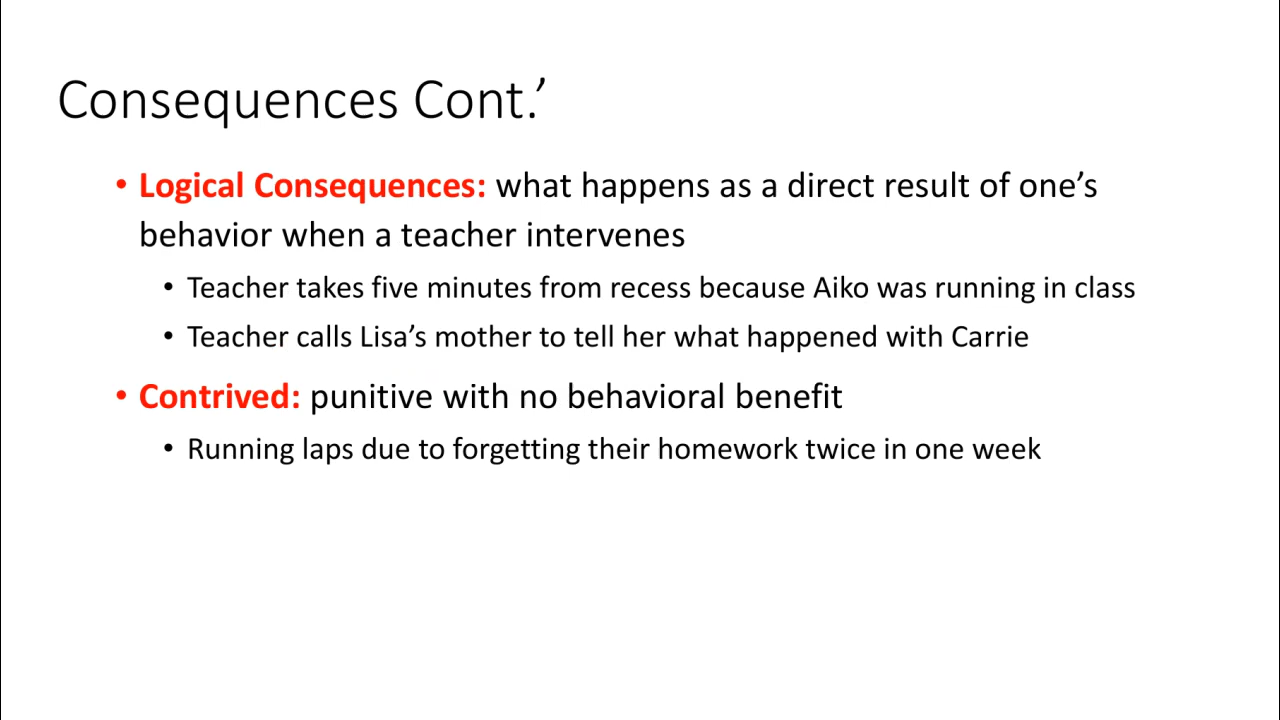 Consequences Cont.’
• Logical Consequences: what happens as a direct result of one’s
behavior when a teacher intervenes
• Teacher takes five minutes from recess because Aiko was running in class
• Teacher calls Lisa’s mother to tell her what happened with Carrie
• Contrived: punitive with no behavioral benefit
• Running laps due to forgetting their homework twice in one week